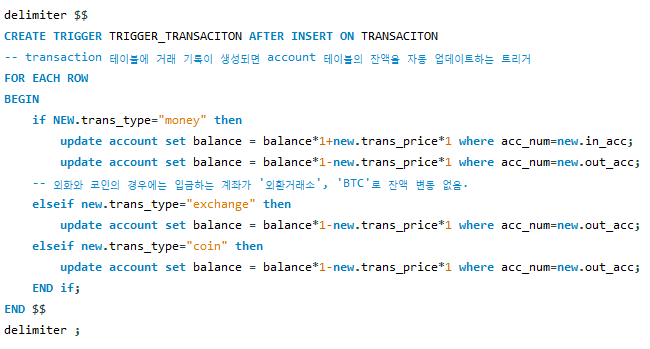 delimiter $$
CREATE TRIGGER TRIGGER_TRANSACITON AFTER INSERT ON TRANSACITON
-- transaction 테이블에 거래 기록이 생성되면 account 테이블의 잔액을 자동 업데이트하는 트리거
FOR EACH ROW
BEGIN
if NEW.trans_type="money" then
update account set balance = balance*1+new.trans_price*1 where acc_num=new.in_acc;
update account set balance = balance*1-new.trans_price*1 where acc_num=new.out_acc;
-- 외화와 코인의 경우에는 입금하는 계좌가 '외환거래소', 'BTC'로 잔액 변동 없음.
elseif new.trans_type="exchange" then
update account set balance = balance*1-new.trans_price*1 where acc_num=new.out_acc;
elseif new.trans_type="coin" then
update account set balance = balance*1-new.trans_price*1 where acc_num=new.out_acc;
END if;
END $$
delimiter ;